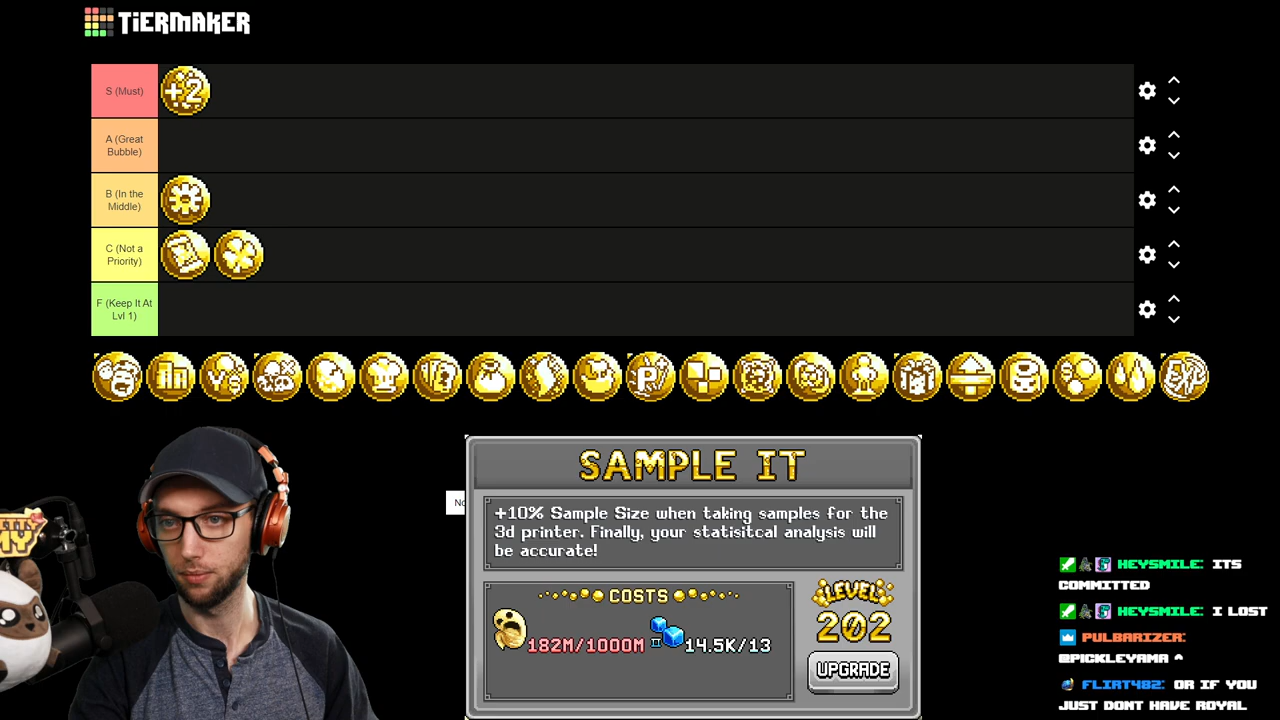 TiERMAKER
S (Must)
+2
A (Great
Bubble)
B (In the
Middle)
C (Not a
Priority)
F (Keep It At
Lvl 1)
EXP
SAMPLE IT
No
+10% Sample Size when taking samples for the
3d printer. Finally, your statisitcal analysis will
be accurate!
COSTS
182M/1000M
14.5K/13
LEVEL
202
UPGRADE
HEYSMILE: ITS
COMMITTED
HEYSMILE: I LOST
PULBARIZER:
@PICKLEYAMA ^
FLIRT482: OR IF YOU
JUST DONT HAVE ROYAL